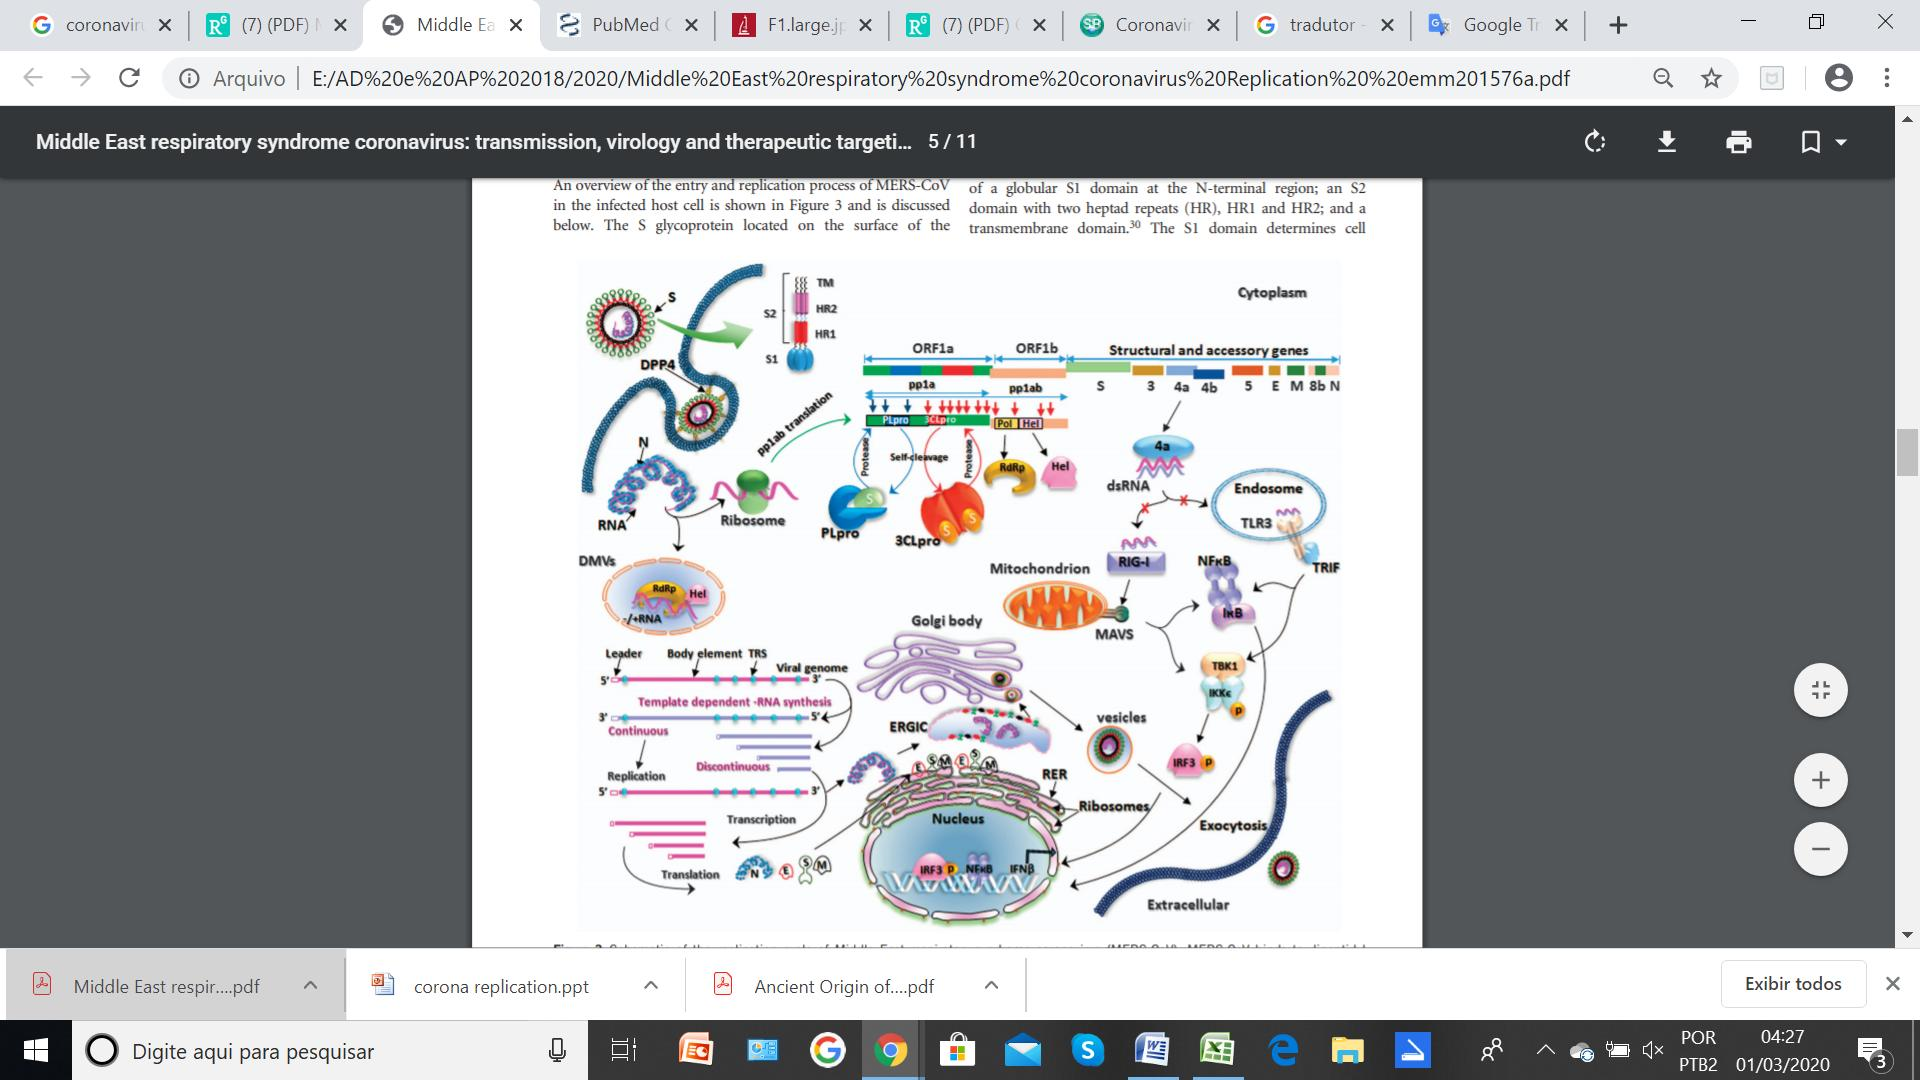 coronaviru
(7) (PDF) M
Middle Ea
PubMed C
F1.large.jp
(7) (PDF) C
Coronavir
tradutor -
Google Tr
Arquivo
E:/AD%20e%20AP%202018/2020/Middle%20East%20respiratory%20syndrome%20coronavirus%20Replication%20%20emm201576a.pdf
Middle East respiratory syndrome coronavirus: transmission, virology and therapeutic targeti... 5 / 11
An overview of the entry and replication process of MERS-CoV
in the infected host cell is shown in Figure 3 and is discussed
below. The S glycoprotein located on the surface of the
of a globular S1 domain at the N-terminal region; an S2
domain with two heptad repeats (HR), HR1 and HR2; and a
transmembrane domain.30 The S1 domain determines cell
S
TM
HR2
S2
HR1
S1
DPP4
Cytoplasm
ORF1a
ORF1b
Structural and accessory genes
pp1a
pp1ab
S 3 4a 4b 5 E M 8b N
PLpro
3CLpro
Pol
Hel
pp1ab translation
Protease
Self-cleavage
Protease
RdRp
Hel
N
RNA
Ribosome
S
PLpro
S
S
3CLpro
4a
dsRNA
Endosome
TLR3
TRIF
DMVs
RdRp
Hel
-/+RNA
Mitochondrion
MAVS
RIG-I
NFκB
IκB
TBK1
IKKε
P
IRF3 P
Golgi body
Leader
Body element
TRS
Viral genome
5'
3'
Template dependent -RNA synthesis
3'
5'
Continuous
Discontinuous
Replication
5'
3'
Transcription
Translation
N E S M
ERGIC
E S M E S M
RER
Ribosomes
vesicles
Exocytosis
Nucleus
IRF3 P NFκB IFNβ
Extracellular
Middle East respir....pdf
corona replication.ppt
Ancient Origin of....pdf
Exibir todos
Digite aqui para pesquisar
POR
PTB2
04:27
01/03/2020
3